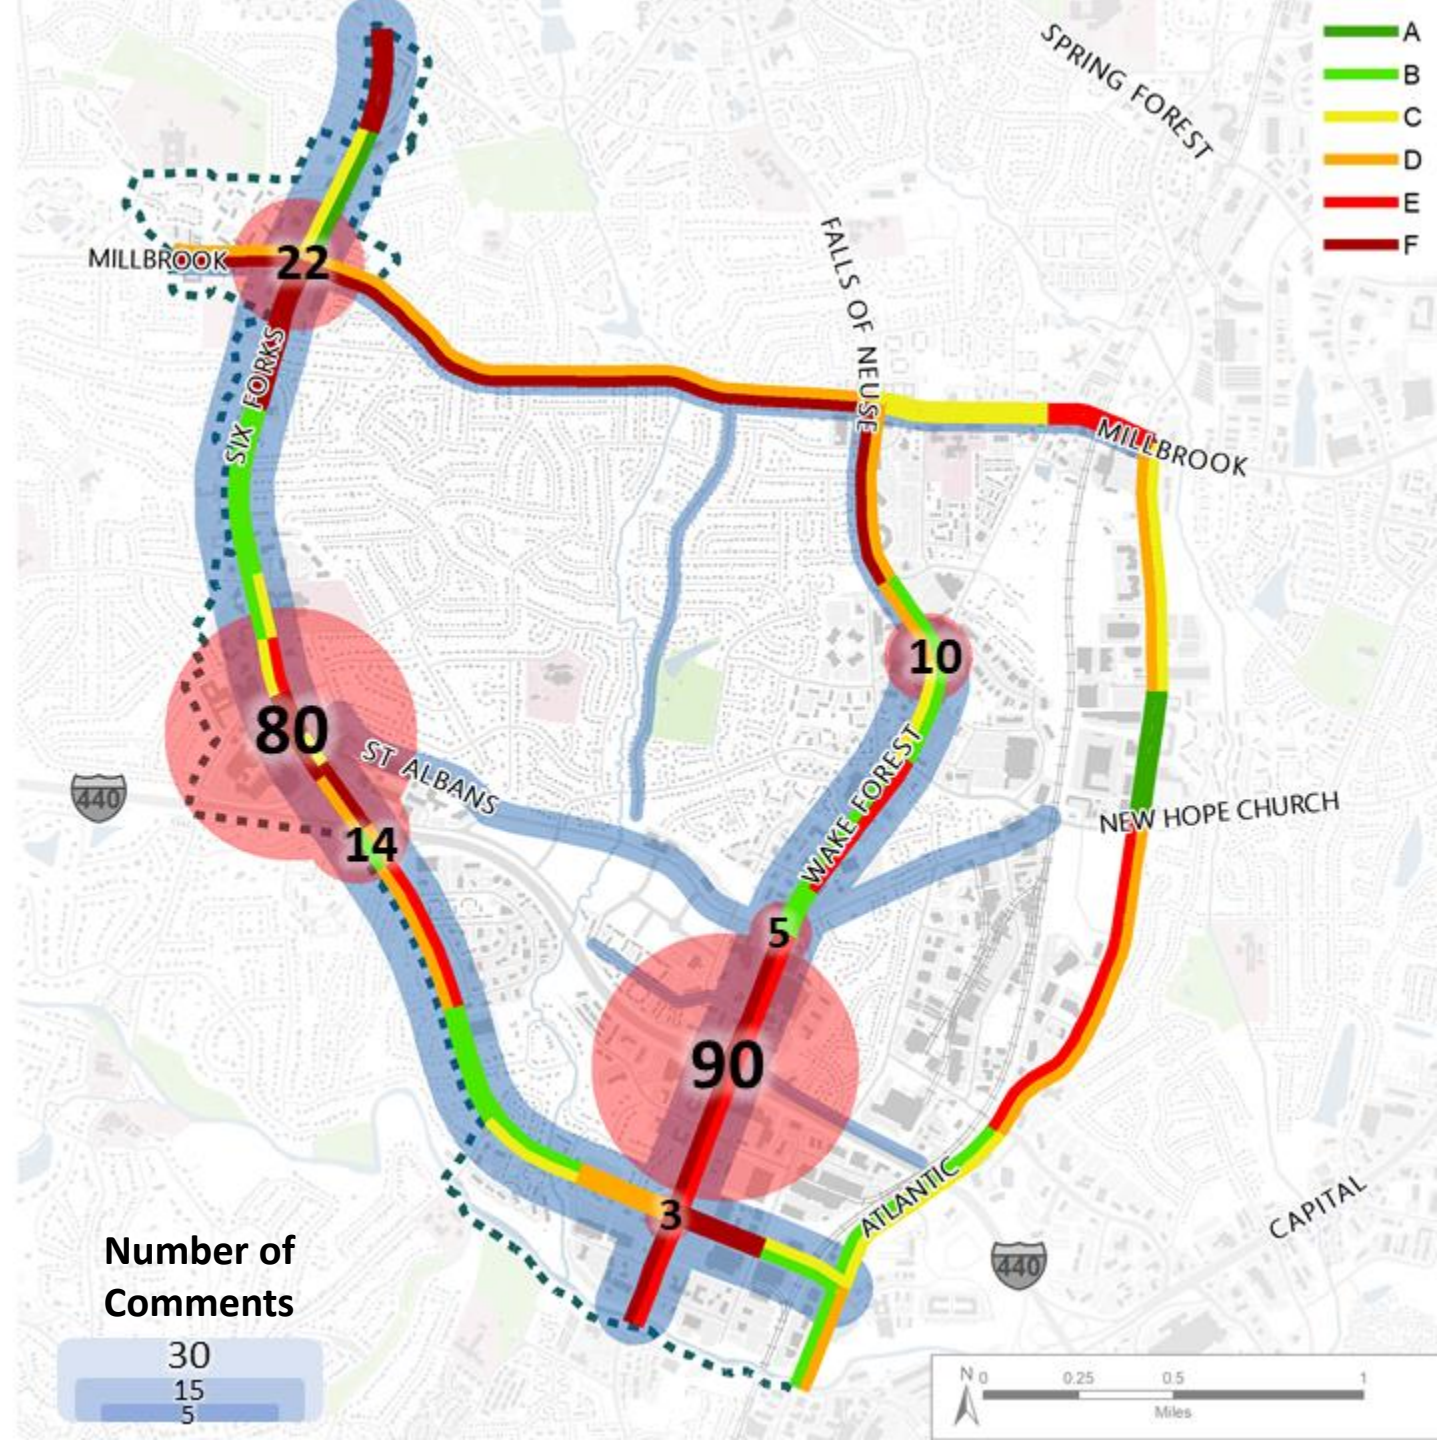 A
B
C
D
E
F
SPRING FOREST
FALLS OF NEUSE
MILLBROOK
22
SIX FORKS
MILLBROOK
10
80
ST ALBANS
WAKE FOREST
440
14
NEW HOPE CHURCH
5
90
ATLANTIC
CAPITAL
3
440
Number of
Comments
30
15
5
N 0 0.25 0.5 1
Miles